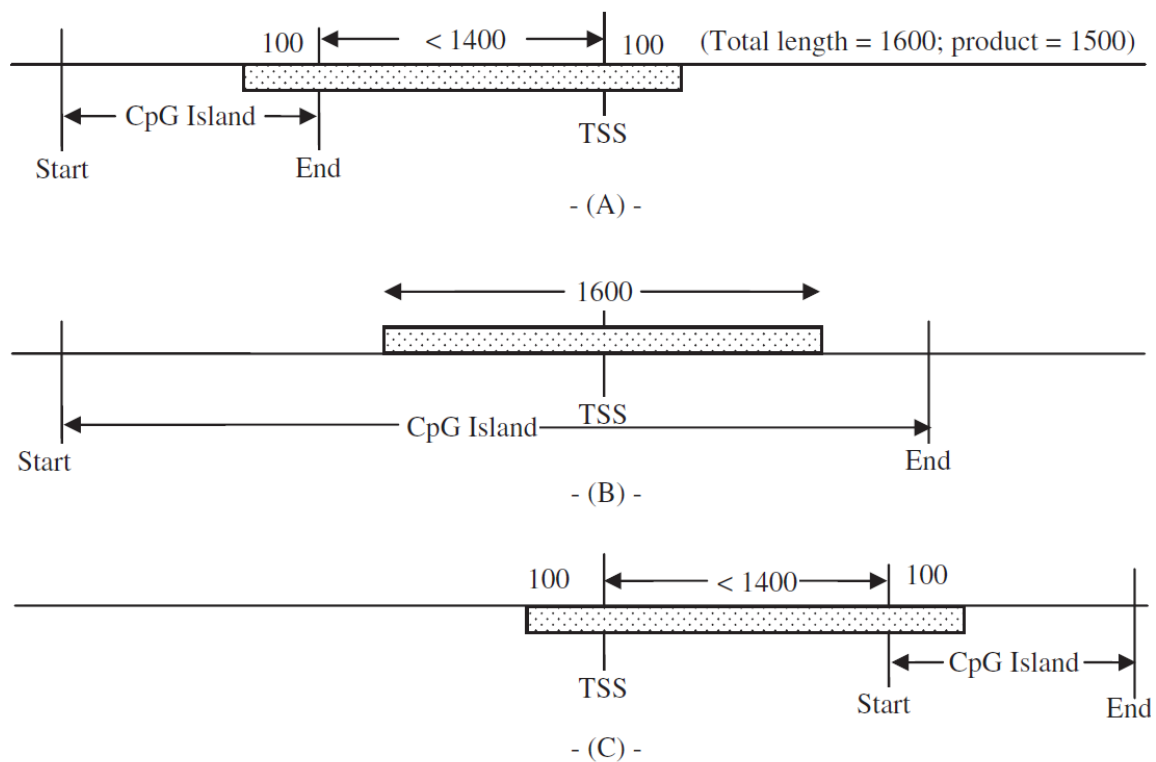 100 < 1400 100 (Total length = 1600; product = 1500)
CpG Island
TSS
Start End
- (A) -
1600
TSS
CpG Island
Start End
- (B) -
100 < 1400 100
CpG Island
TSS Start End
- (C) -